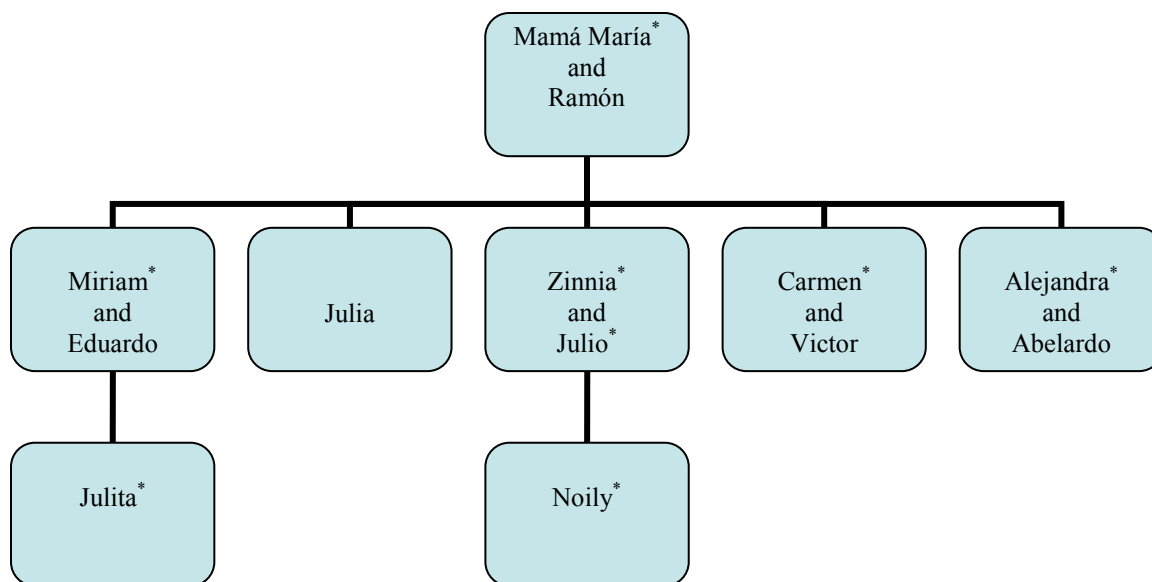 Mamá María*
and
Ramón
Miriam*
and
Eduardo
Julia
Zinnia*
and
Julio*
Carmen*
and
Victor
Alejandra*
and
Abelardo
Julita*
Noily*